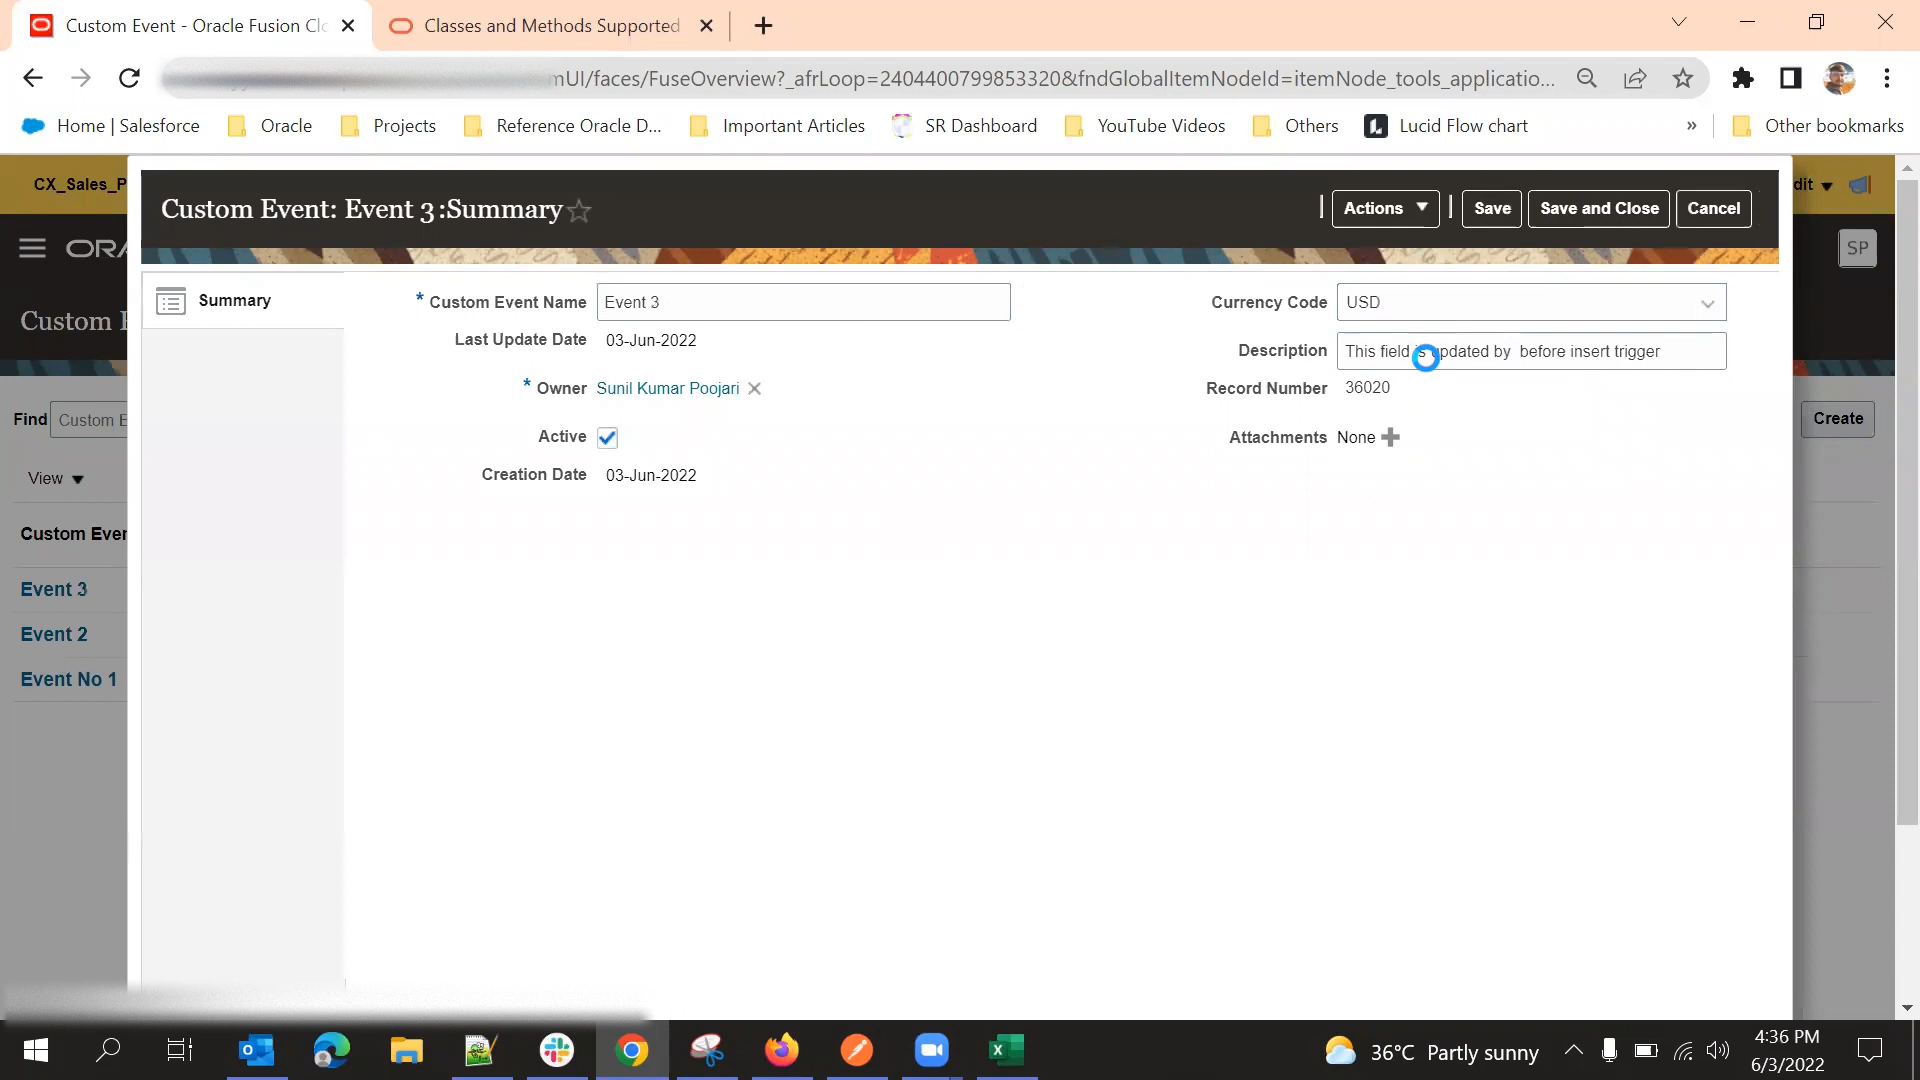 Custom Event - Oracle Fusion Clo
Classes and Methods Supported
mUI/faces/FuseOverview?_afrLoop=2404400799853320&fndGlobalItemNodeId=itemNode_tools_applicatio...
Home | Salesforce
Oracle
Projects
Reference Oracle D...
Important Articles
SR Dashboard
YouTube Videos
Others
Lucid Flow chart
»
Other bookmarks
CX_Sales_P
dit
Custom Event: Event 3 :Summary
Actions
Save
Save and Close
Cancel
ORA
SP
Custom E
Summary
* Custom Event Name Event 3
Last Update Date 03-Jun-2022
* Owner Sunil Kumar Poojari
Active
Creation Date 03-Jun-2022
Currency Code USD
Description This field is updated by before insert trigger
Record Number 36020
Attachments None
Find Custom E
Create
View
Custom Even
Event 3
Event 2
Event No 1
36°C Partly sunny
4:36 PM
6/3/2022